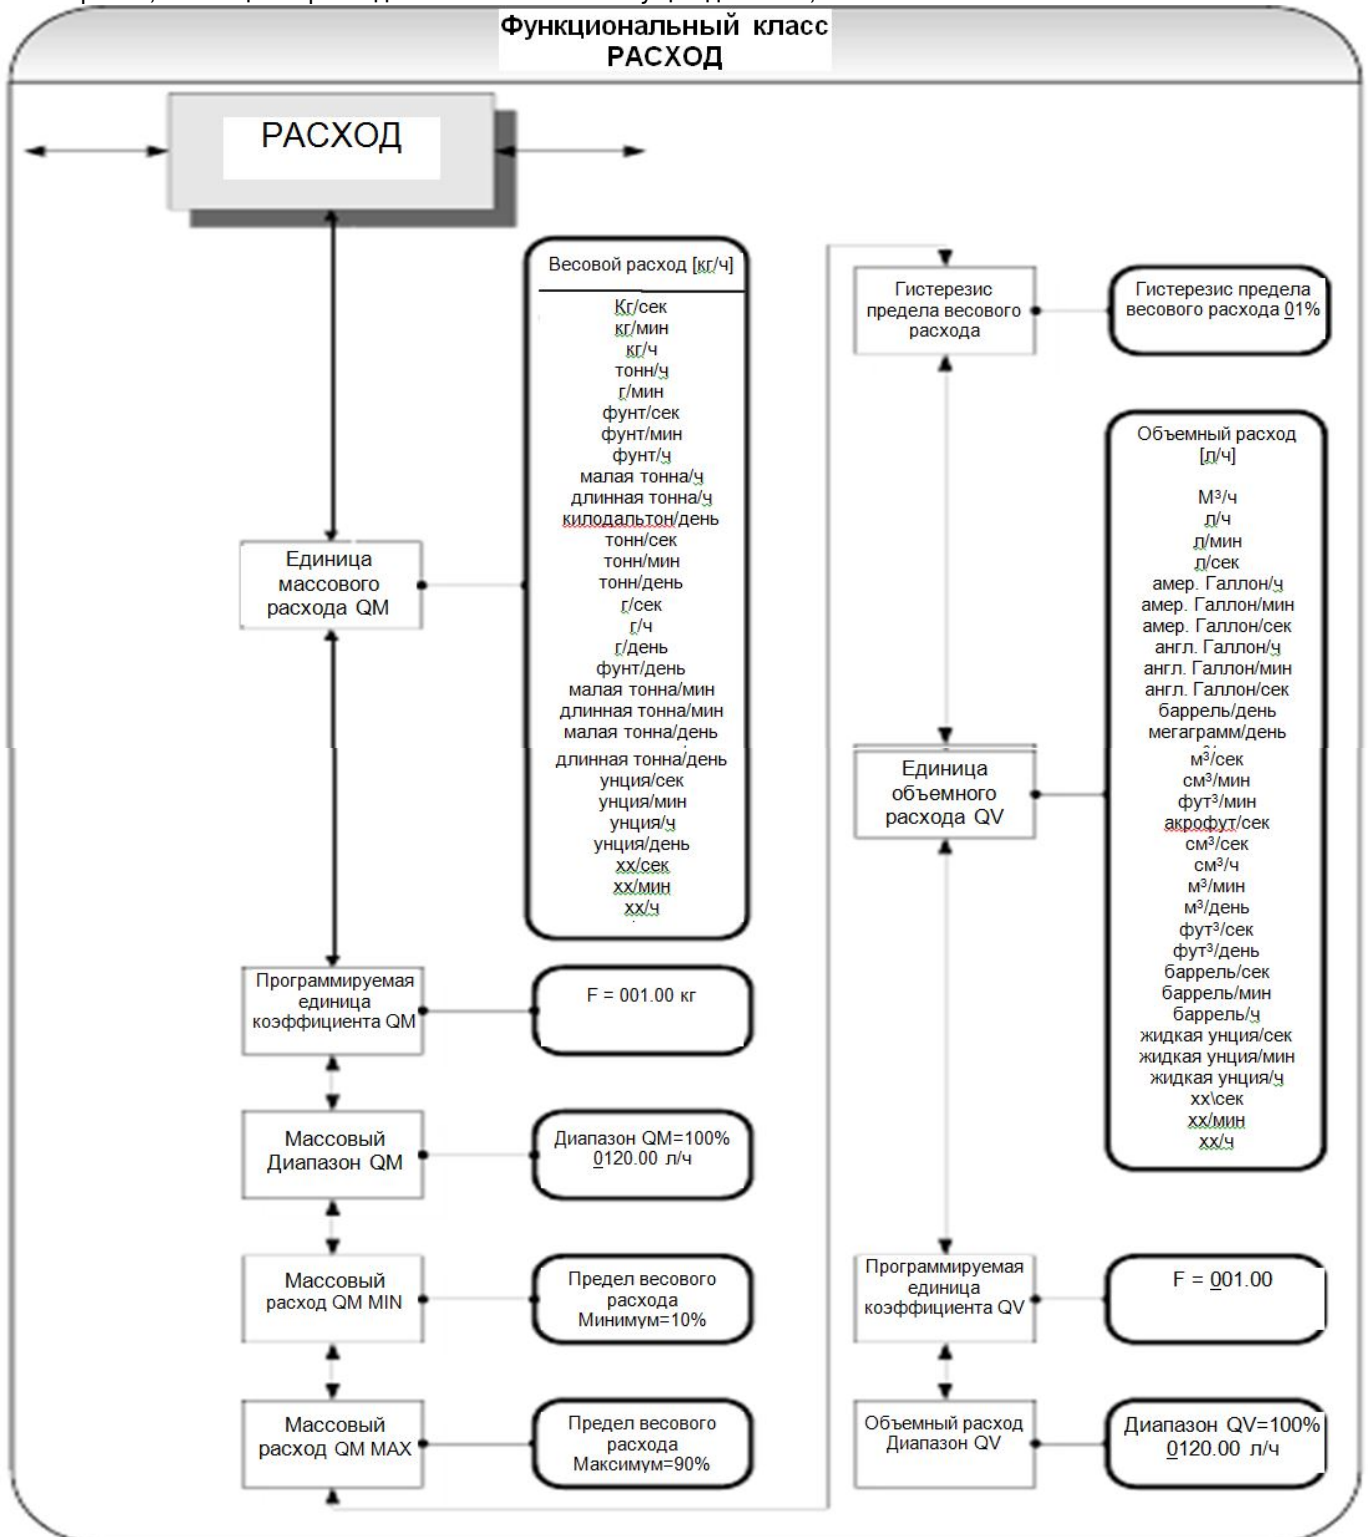 Функциональный класс
РАСХОД
РАСХОД
Весовой расход [кг/ч]
Кг/сек
кг/мин
кг/ч
тонн/ч
г/мин
фунт/сек
фунт/мин
фунт/ч
малая тонна/ч
длинная тонна/ч
килодальтон/день
тонн/сек
тонн/мин
тонн/день
г/сек
г/ч
г/день
фунт/день
малая тонна/мин
длинная тонна/мин
малая тонна/день
длинная тонна/день
унция/сек
унция/мин
унция/ч
унция/день
xx/сек
xx/мин
xx/ч
Единица
массового
расхода QM
Программируемая
единица
коэффициента QM
F = 001.00 кг
Массовый
Диапазон QM
Диапазон QM=100%
0120.00 л/ч
Массовый
расход QM MIN
Предел весового
расхода
Минимум=10%
Массовый
расход QM MAX
Предел весового
расхода
Максимум=90%
Гистерезис
предела весового
расхода
Гистерезис предела
весового расхода 01%
Объемный расход
[л/ч]
М³/ч
л/ч
л/мин
л/сек
амер. Галлон/ч
амер. Галлон/мин
амер. Галлон/сек
англ. Галлон/ч
англ. Галлон/мин
англ. Галлон/сек
баррель/день
мегаграмм/день
м³/сек
см³/мин
фут³/мин
акрофут/сек
см³/сек
см³/ч
м³/мин
м³/день
фут³/сек
фут³/день
баррель/сек
баррель/мин
баррель/ч
жидкая унция/сек
жидкая унция/мин
жидкая унция/ч
xx\сек
xx/мин
xx/ч
Единица
объемного
расхода QV
Программируемая
единица
коэффициента QV
F = 001.00
Объемный расход
Диапазон QV
Диапазон QV=100%
0120.00 л/ч